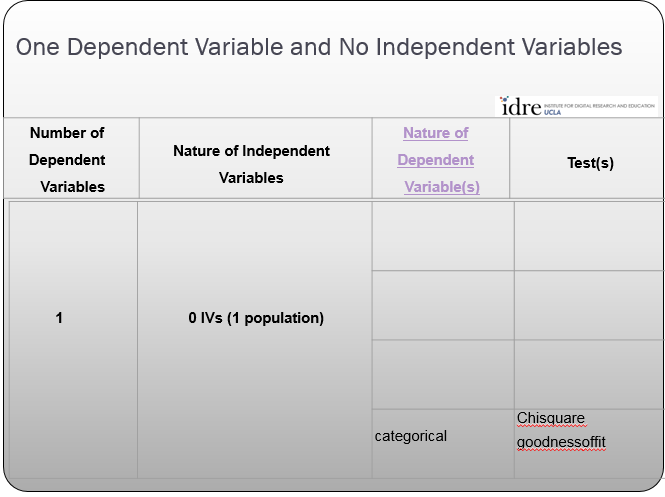 One Dependent Variable and No Independent Variables
idre INSTITUTE FOR DIGITAL RESEARCH AND EDUCATION
UCLA
Number of
Dependent
Variables
Nature of Independent
Variables
Nature of
Dependent
Variable(s)
Test(s)
1
0 IVs (1 population)
categorical
Chisquare
goodnessoffit